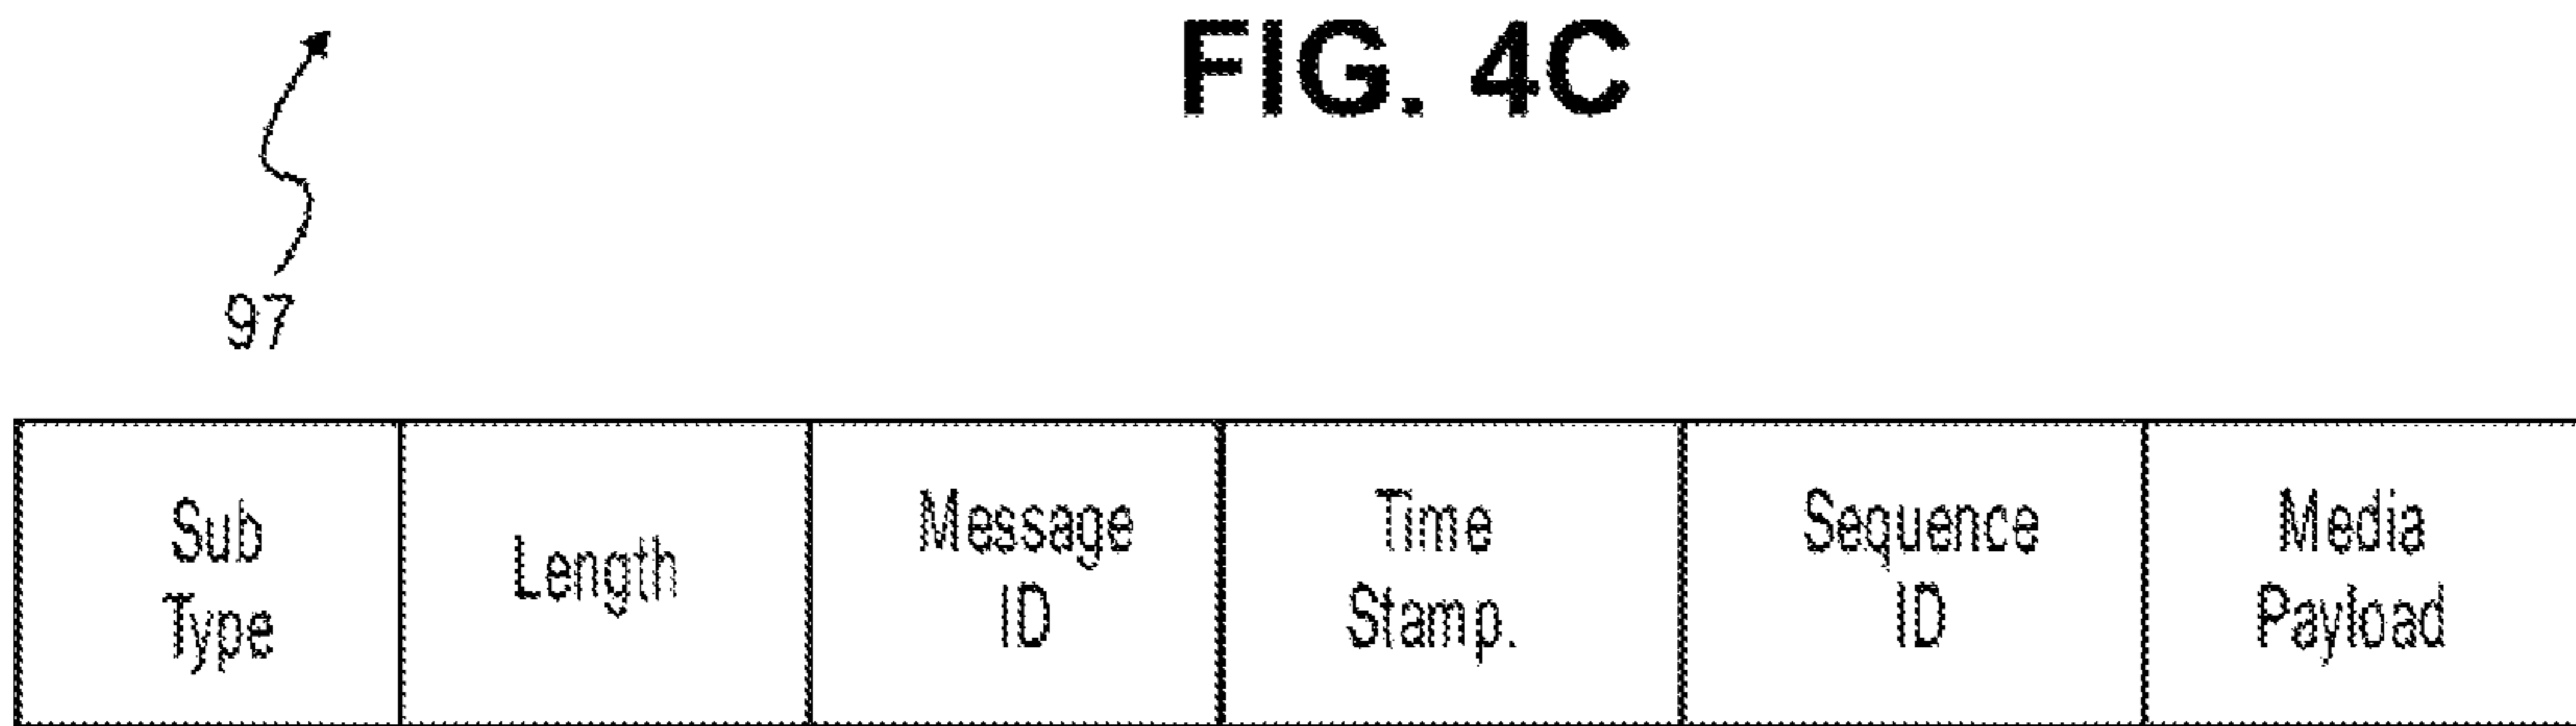 FIG. 4C
97
Sub
Type
Length
Message
ID
Time
Stamp.
Sequence
ID
Media
Payload